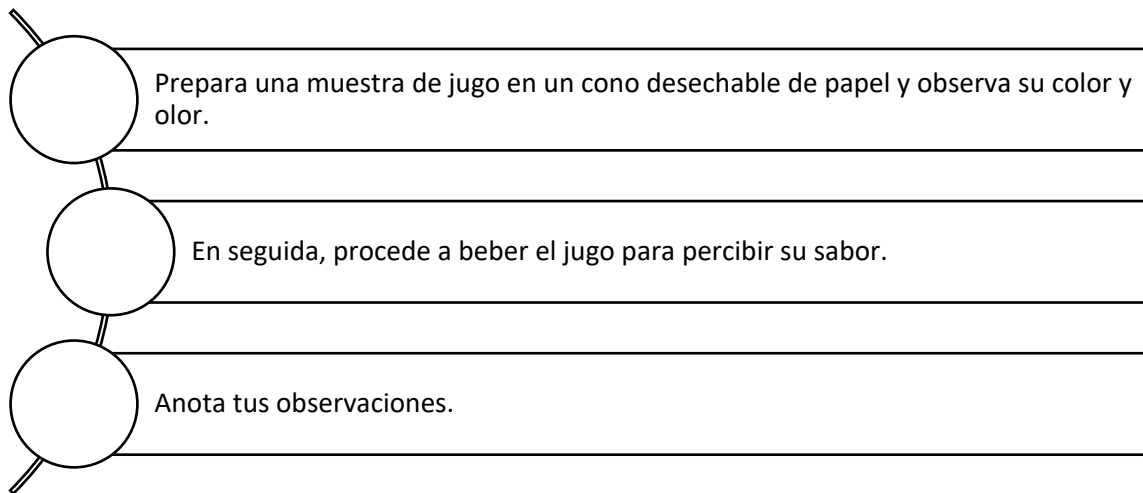 Prepara una muestra de jugo en un cono desechable de papel y observa su color y
olor.
En seguida, procede a beber el jugo para percibir su sabor.
Anota tus observaciones.